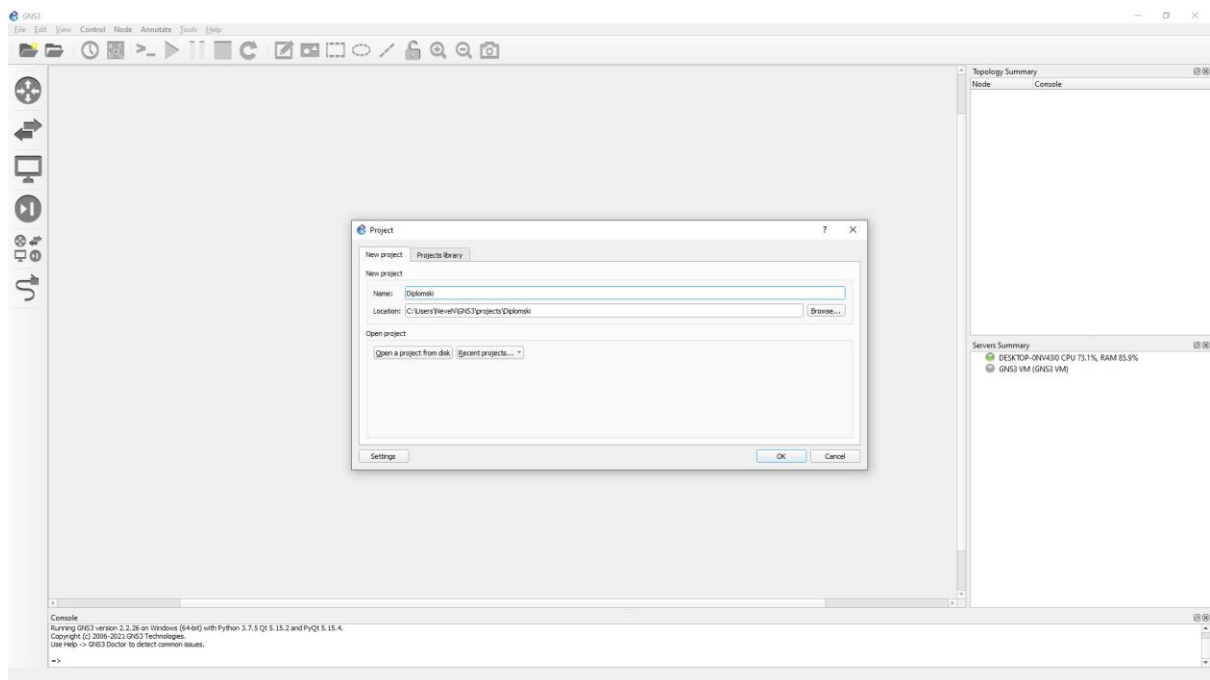 GNS3
File Edit View Control Node Annotate Tools Help
Topology Summary
Node Console
Project
New project Projects library
New project
Name: Diplomski
Location: C:\Users\NeveN\GNS3\projects\Diplomski Browse...
Open project
Open a project from disk Recent projects...
Settings OK Cancel
Servers Summary
DESKTOP-0NV43I0 CPU 73.1%, RAM 85.9%
GNS3 VM (GNS3 VM)
Console
Running GNS3 version 2.2.26 on Windows (64-bit) with Python 3.7.5 Qt 5.15.2 and PyQt 5.15.4.
Copyright (c) 2006-2021 GNS3 Technologies.
Use Help -> GNS3 Doctor to detect common issues.
=>